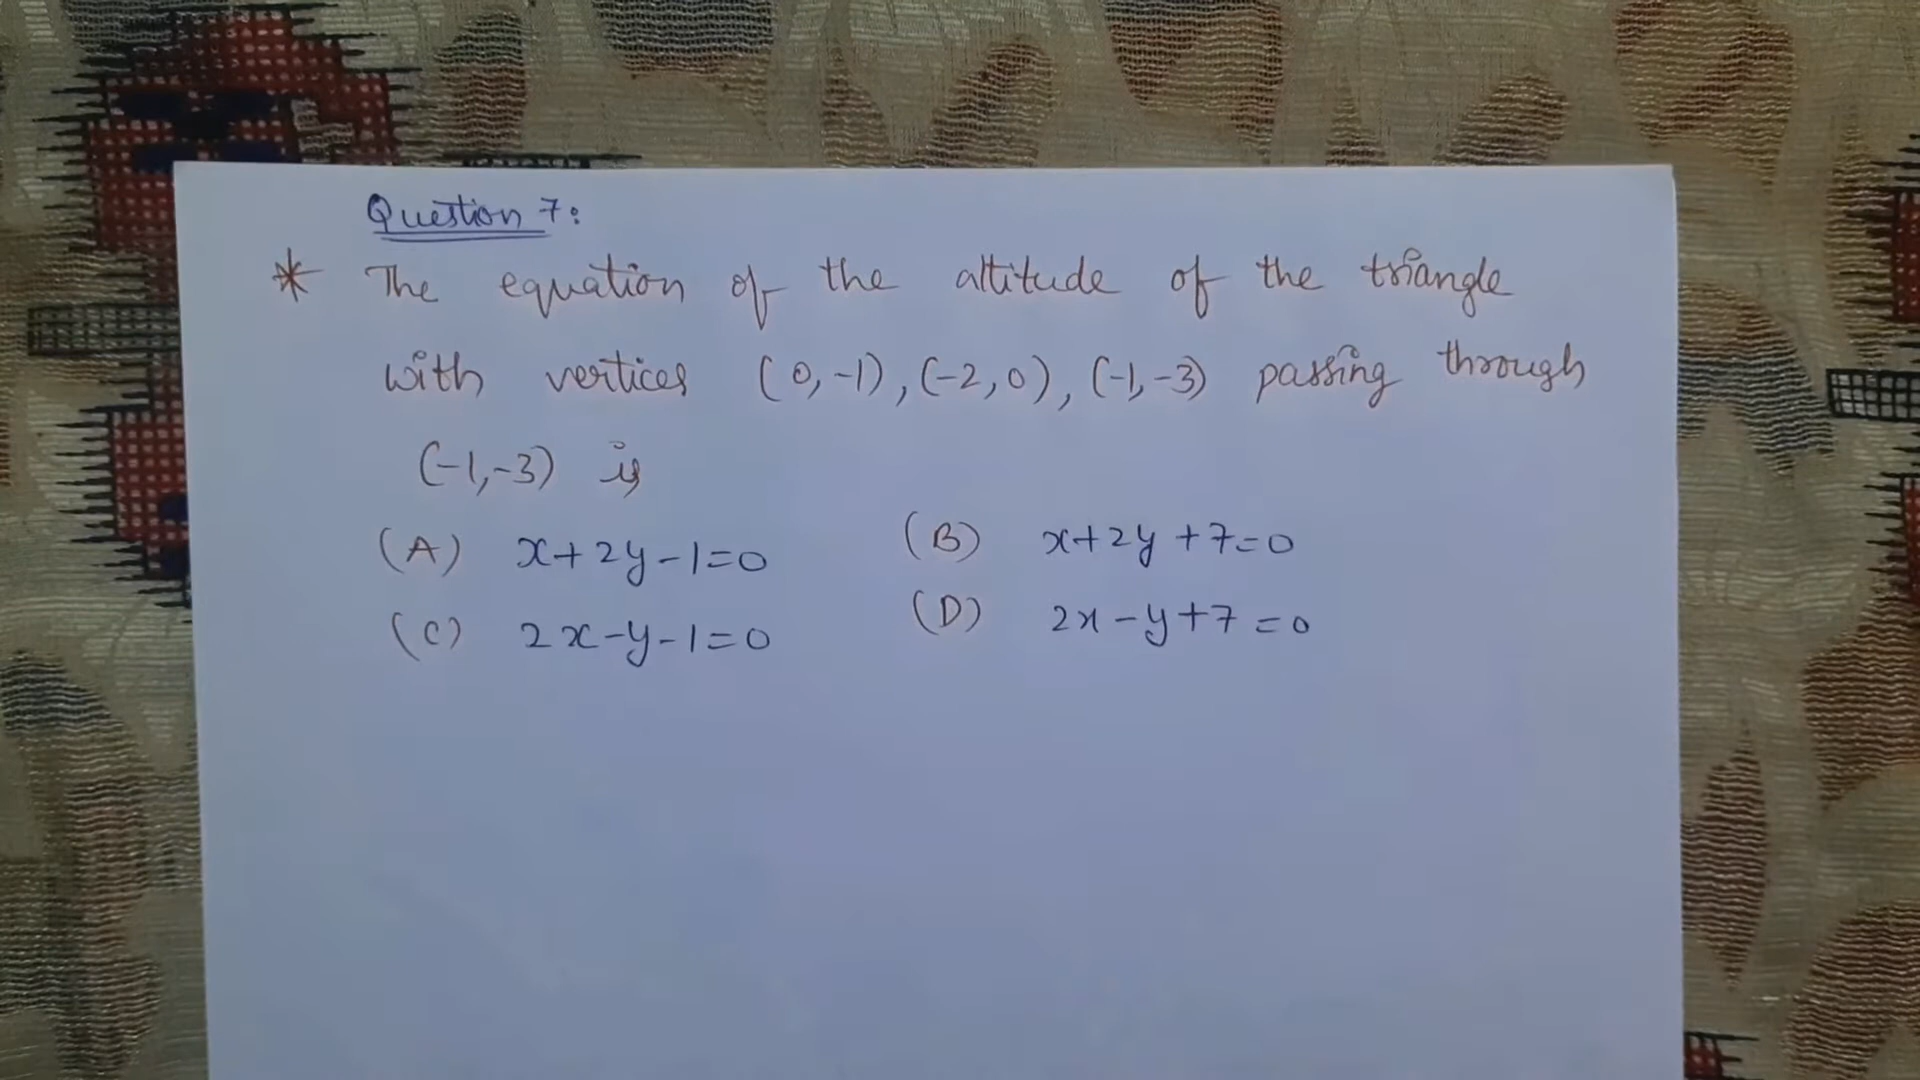 Question 7:
* The equation of the altitude of the triangle
with vertices (0,-1), (-2,0), (-1,-3) passing through
(-1,-3) is
(A) x+2y-1=0 (B) x+2y+7=0
(C) 2x-y-1=0 (D) 2x-y+7=0